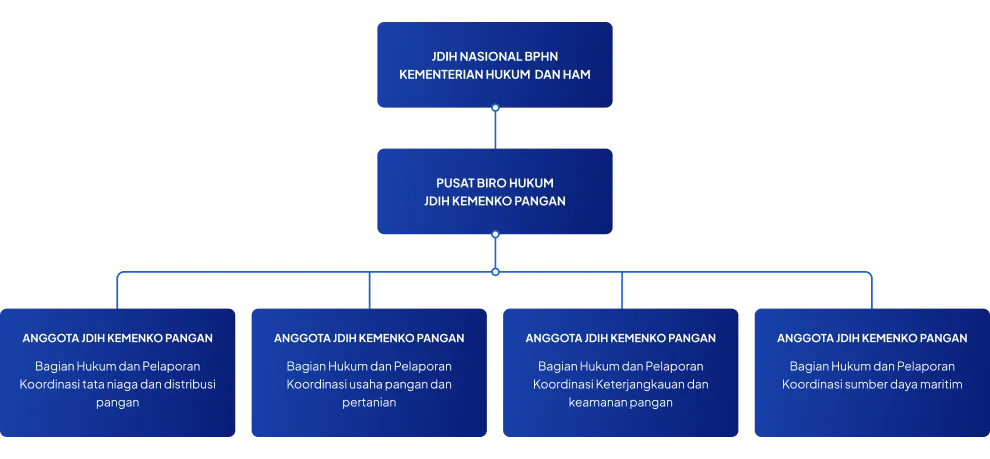 JDIH NASIONAL BPHN
KEMENTERIAN HUKUM DAN HAM
PUSAT BIRO HUKUM
JDIH KEMENKO PANGAN
ANGGOTA JDIH KEMENKO PANGAN
Bagian Hukum dan Pelaporan
Koordinasi tata niaga dan distribusi
pangan
ANGGOTA JDIH KEMENKO PANGAN
Bagian Hukum dan Pelaporan
Koordinasi usaha pangan dan
pertanian
ANGGOTA JDIH KEMENKO PANGAN
Bagian Hukum dan Pelaporan
Koordinasi Keterjangkauan dan
keamanan pangan
ANGGOTA JDIH KEMENKO PANGAN
Bagian Hukum dan Pelaporan
Koordinasi sumber daya maritim